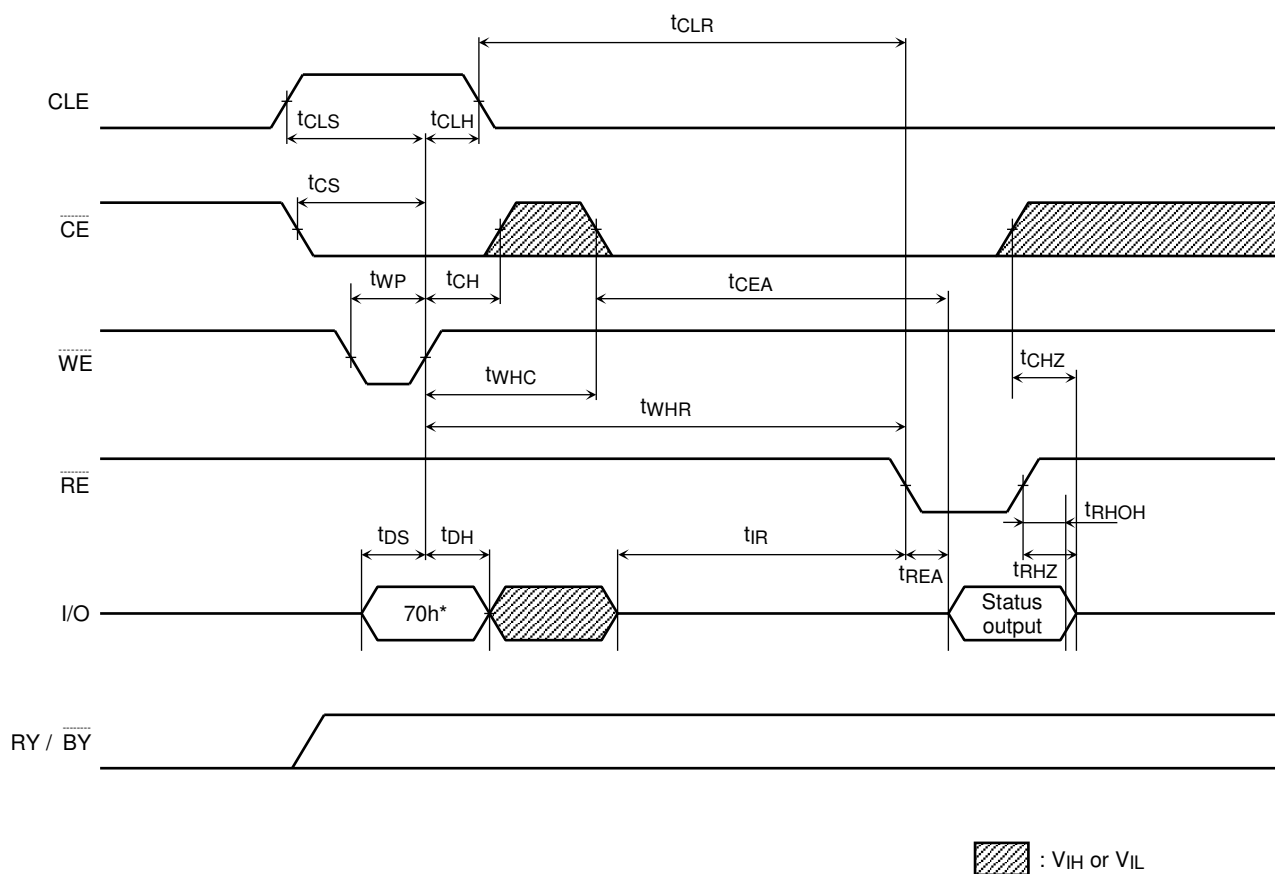 tCLR
CLE
tCLS
tCLH
tCS
CE
tWP
tCH
tCEA
WE
tCHZ
tWHC
tWHR
RE
tRHOH
tDS
tDH
tIR
tREA
tRHZ
I/O
70h*
Status
output
RY / BY
: VIH or VIL